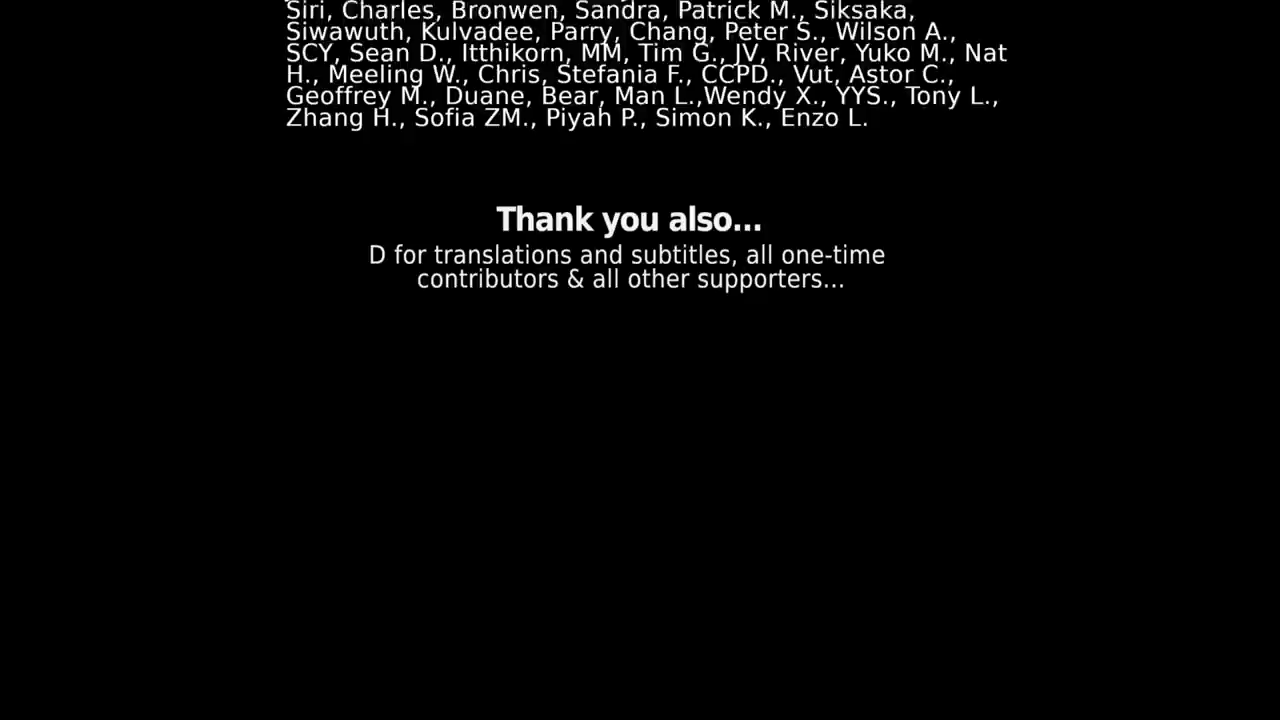 Siri, Charles, Bronwen, Sandra, Patrick M., Siksaka,
Siwawuth, Kulvadee, Parry, Chang, Peter S., Wilson A.,
SCY, Sean D., Itthikorn, MM, Tim G., JV, River, Yuko M., Nat
H., Meeling W., Chris, Stefania F., CCPD., Vut, Astor C.,
Geoffrey M., Duane, Bear, Man L.,Wendy X., YYS., Tony L.,
Zhang H., Sofia ZM., Piyah P., Simon K., Enzo L.
Thank you also...
D for translations and subtitles, all one-time
contributors & all other supporters...